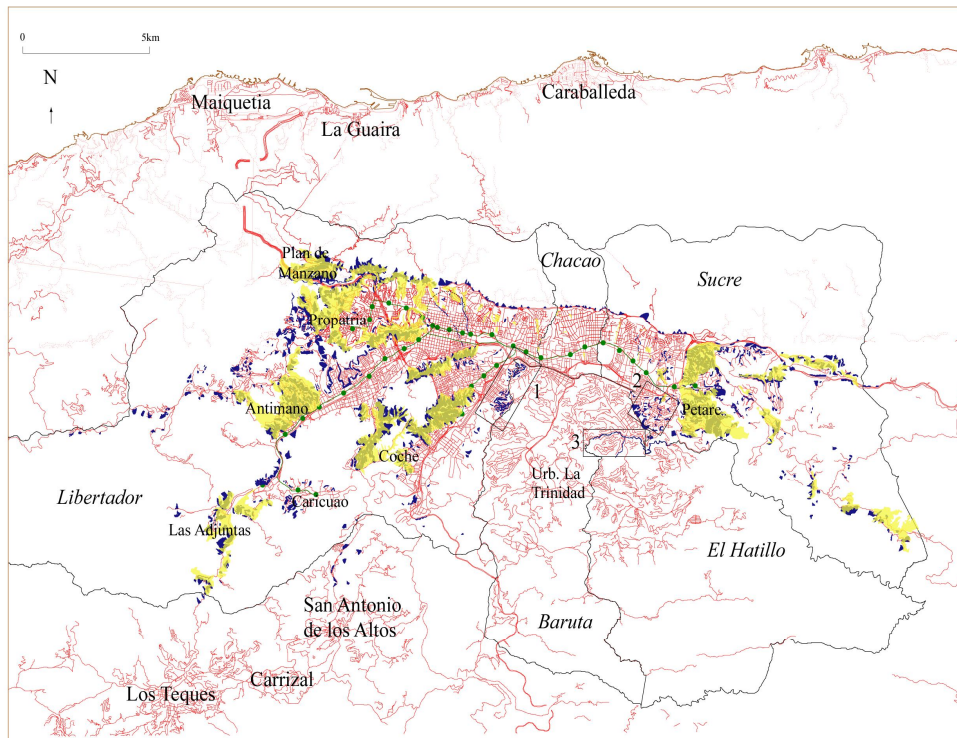 0 5km
N
Maiquetia
Caraballeda
La Guaira
Plan de
Manzano
Chacao
Sucre
Propatria
1
2
Antimano
Petare.
3
Coche
Urb. La
Trinidad
Libertador
Caricuao
Las Adjuntas
El Hatillo
San Antonio
de los Altos
Baruta
Carrizal
Los Teques